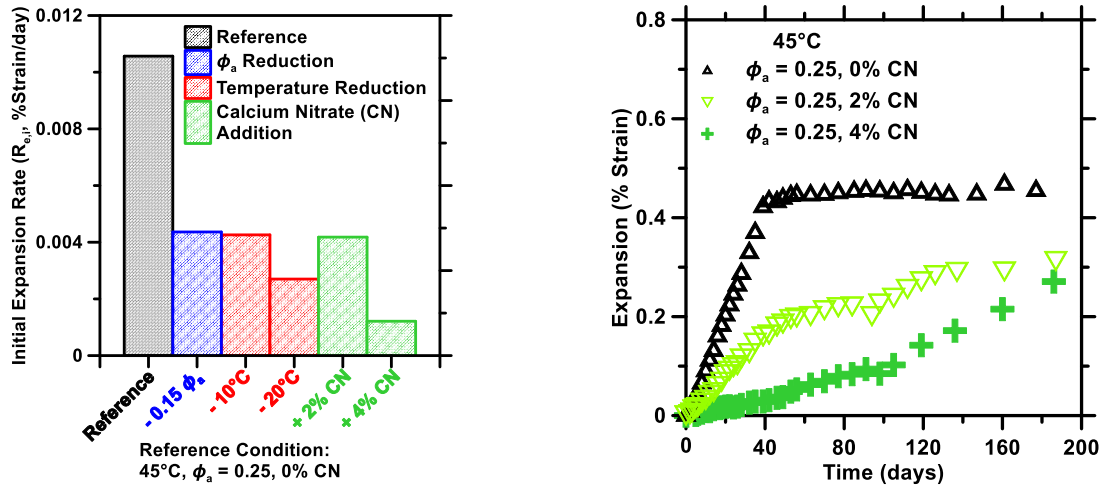 Initial Expansion Rate (Re,i, %Strain/day)
0.012
0.008
0.004
0
Reference
ϕa Reduction
Temperature Reduction
Calcium Nitrate (CN)
Addition
Reference
- 0.15 ϕa
- 10°C
- 20°C
+ 2% CN
+ 4% CN
Reference Condition:
45°C, ϕa = 0.25, 0% CN
Expansion (% Strain)
0.8
0.6
0.4
0.2
0
45°C
ϕa = 0.25, 0% CN
ϕa = 0.25, 2% CN
ϕa = 0.25, 4% CN
0 40 80 120 160 200
Time (days)